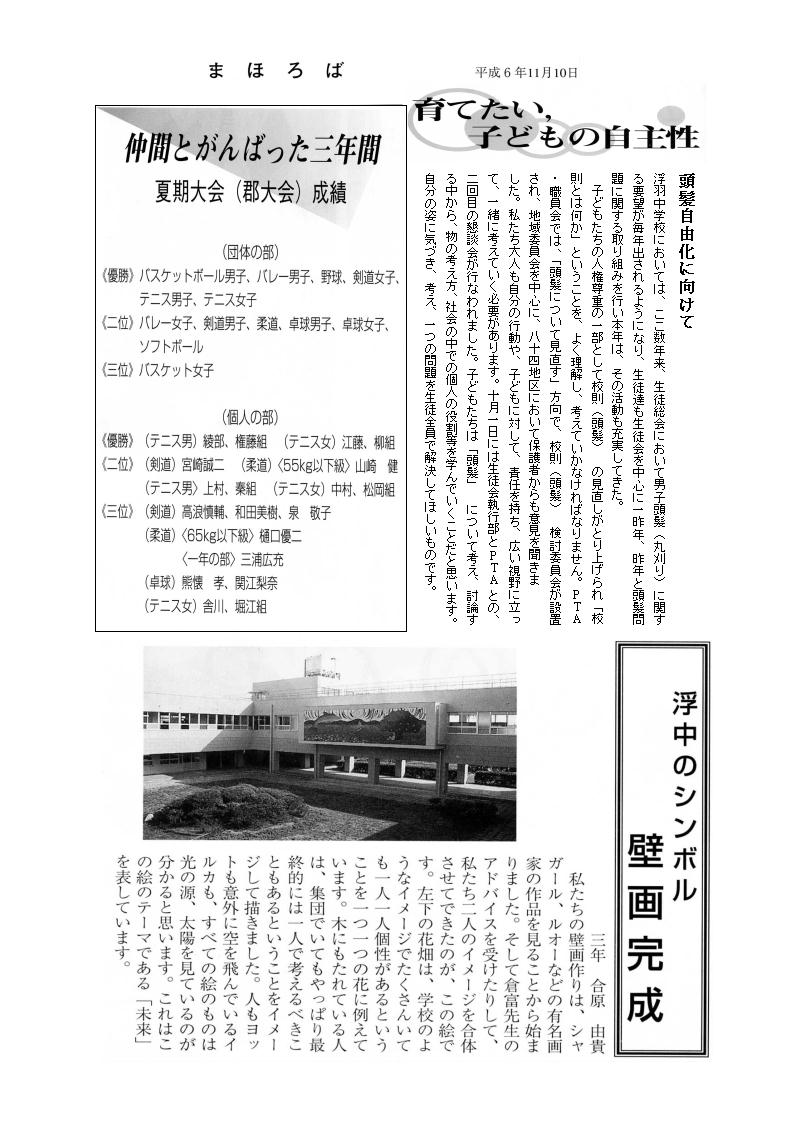 まほろば
平成６年11月10日
育てたい，
子どもの自主性
頭髪自由化に向けて
浮羽中学校においては、ここ数年来、生徒総会において男子頭髪（丸刈り）に関す
る要望が毎年出されるようになり、生徒達も生徒会を中心に一昨年、昨年と頭髪問
題に関する取り組みを行い本年は、その活動も充実してきた。
子どもたちの人権尊重の一部として校則（頭髪）の見直しがとり上げられ「校
則とは何か」ということを、よく理解し、考えていかなければなりません。ＰＴＡ
・職員会では、「頭髪について見直す」方向で、校則（頭髪）検討委員会が設置
され、地域委員会を中心に、八十四地区において保護者からも意見を聞きま
した。私たち大人も自分の行動や、子どもに対して、責任を持ち、広い視野に立っ
て、一緒に考えていく必要があります。十月一日には生徒会執行部とＰＴＡとの、
二回目の懇談会が行なわれました。子どもたちは「頭髪」について考え、討論す
る中から、物の考え方、社会の中での個人の役割等を学んでいくことだと思います。
自分の姿に気づき、考え、一つの問題を生徒全員で解決してほしいものです。
仲間とがんばった三年間
夏期大会（郡大会）成績
（団体の部）
《優勝》バスケットボール男子、バレー男子、野球、剣道女子、
テニス男子、テニス女子
《二位》バレー女子、剣道男子、柔道、卓球男子、卓球女子、
ソフトボール
《三位》バスケット女子
（個人の部）
《優勝》（テニス男）綾部、権藤組　（テニス女）江藤、柳組
《二位》（剣道）宮崎誠二　（柔道）〈55kg以下級〉山崎　健
（テニス男〉上村、秦組　（テニス女）中村、松岡組
《三位》（剣道）高浪慎輔、和田美樹、泉　敬子
（柔道）〈65kg以下級〉樋口優二
〈一年の部〉三浦広充
（卓球）熊懐　孝、関江梨奈
（テニス女）舎川、堀江組
浮中のシンボル
壁画完成
三年　合原　由貴
私たちの壁画作りは、シャ
ガール、ルオーなどの有名画
家の作品を見ることから始ま
りました。そして倉富先生の
アドバイスを受けたりして、
私たち二人のイメージを合体
させてできたのが、この絵で
す。左下の花畑は、学校のよ
うなイメージでたくさんいて
も一人一人個性があるという
ことを一つ一つの花に例えて
います。木にもたれている人
は、集団でいてもやっぱり最
終的には一人で考えるべきこ
ともあるということをイメー
ジして描きました。人もヨッ
トも意外に空を飛んでいるイ
ルカも、すべての絵のものは
光の源、太陽を見ているのが
分かると思います。これはこ
の絵のテーマである「未来」
を表しています。